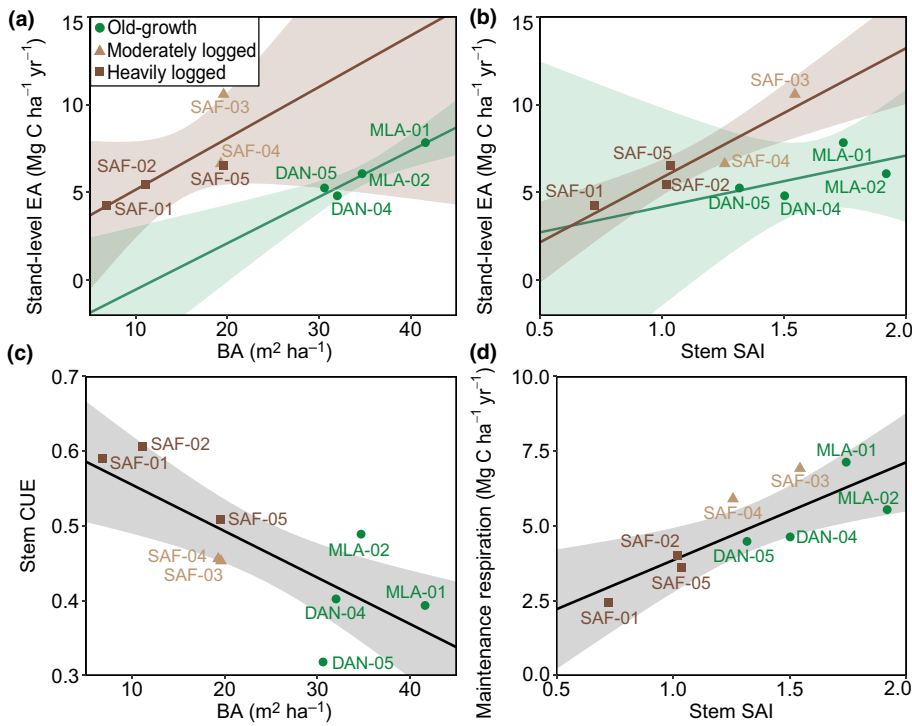 (a)
Old-growth
Moderately logged
Heavily logged
Stand-level EA (Mg C ha⁻¹ yr⁻¹)
15
10
5
0
SAF-03
SAF-04
SAF-02
SAF-05
SAF-01
DAN-05
MLA-01
MLA-02
DAN-04
10 20 30 40
BA (m² ha⁻¹)
(b)
Stand-level EA (Mg C ha⁻¹ yr⁻¹)
15
10
5
0
SAF-03
SAF-05
SAF-04
MLA-01
SAF-01
SAF-02
MLA-02
DAN-05
DAN-04
0.5 1.0 1.5 2.0
Stem SAI
(c)
Stem CUE
0.7
0.6
0.5
0.4
0.3
SAF-02
SAF-01
SAF-05
SAF-04
SAF-03
MLA-02
MLA-01
DAN-04
DAN-05
10 20 30 40
BA (m² ha⁻¹)
(d)
Maintenance respiration (Mg C ha⁻¹ yr⁻¹)
10.0
7.5
5.0
2.5
0.0
MLA-01
SAF-03
SAF-04
MLA-02
SAF-02
DAN-04
DAN-05
SAF-05
SAF-01
0.5 1.0 1.5 2.0
Stem SAI